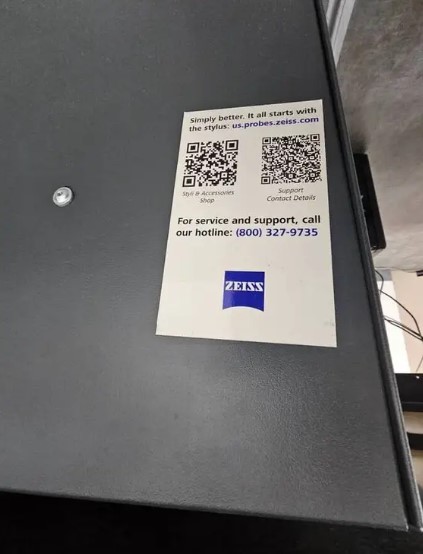 Simply better. It all starts with
the stylus: us.probes.zeiss.com
Styli & Accessories
Shop
Support
Contact Details
For service and support, call
our hotline: (800) 327-9735
ZEISS